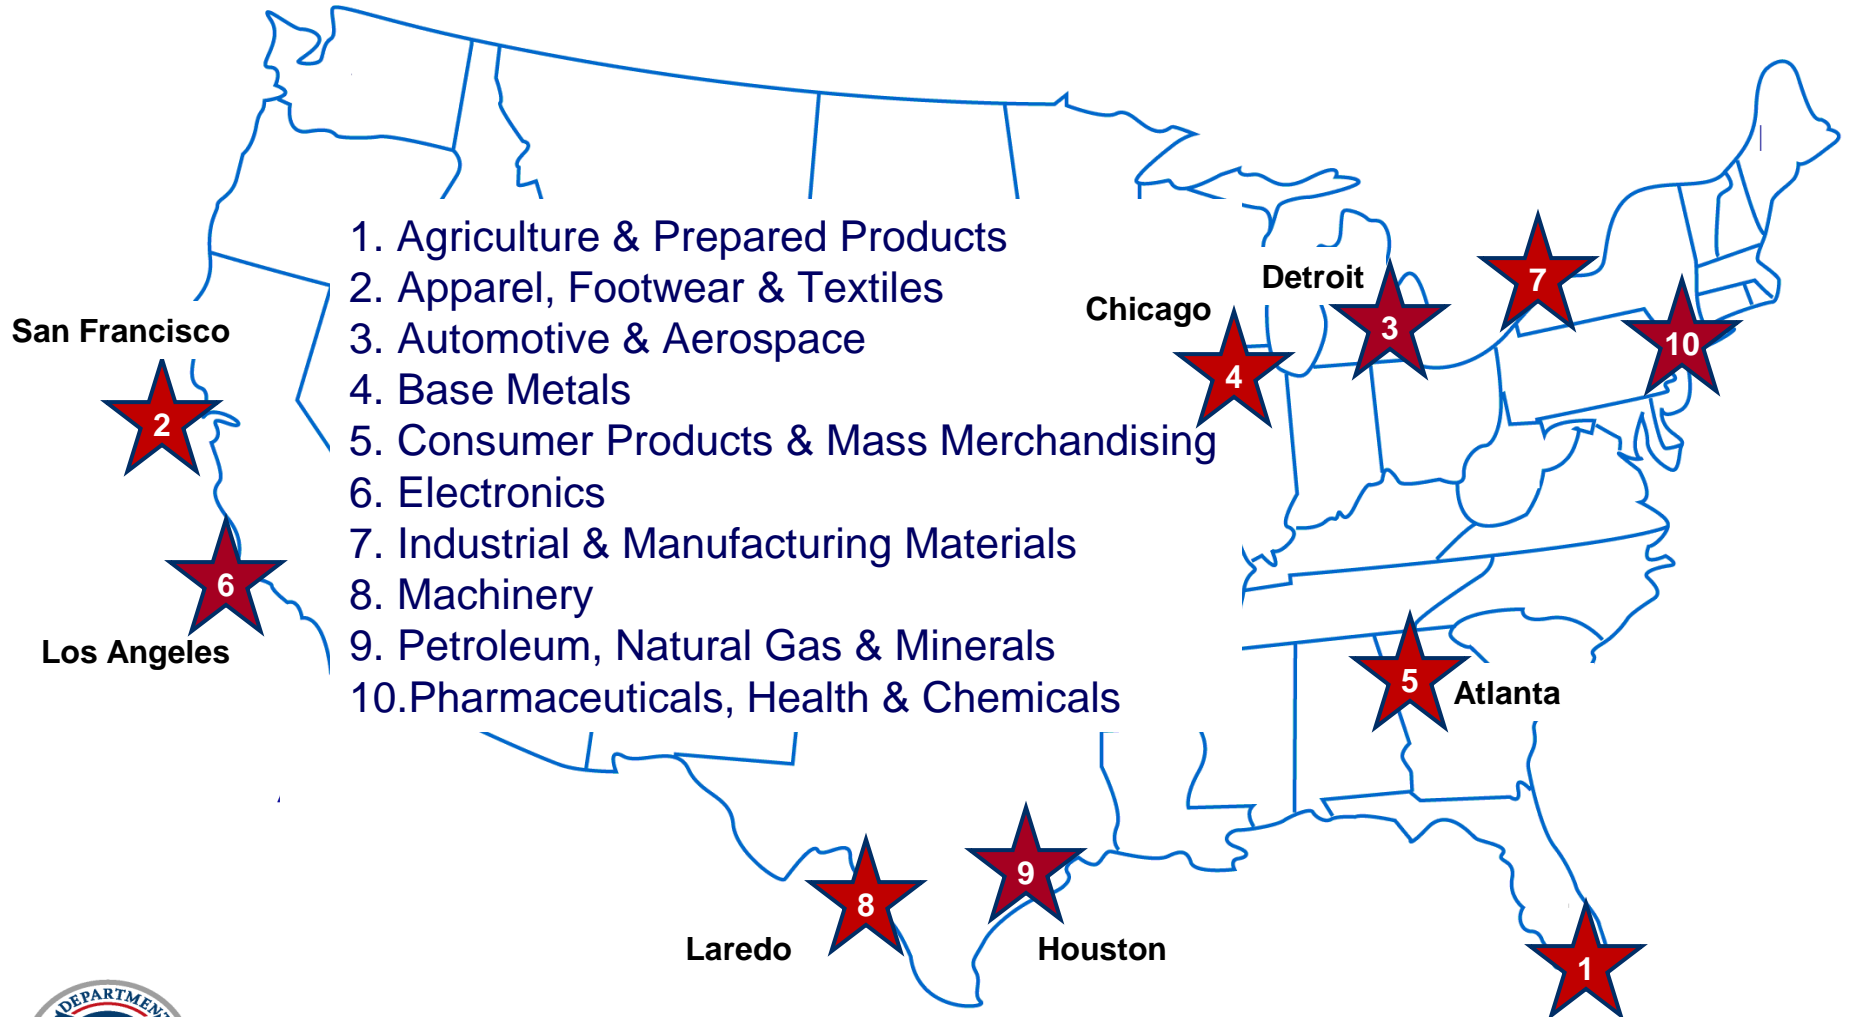 1. Agriculture & Prepared Products
2. Apparel, Footwear & Textiles
3. Automotive & Aerospace
4. Base Metals
5. Consumer Products & Mass Merchandising
6. Electronics
7. Industrial & Manufacturing Materials
8. Machinery
9. Petroleum, Natural Gas & Minerals
10.Pharmaceuticals, Health & Chemicals
San Francisco
2
6
Los Angeles
Chicago
4
Detroit
3
7
10
5
Atlanta
Laredo
8
9
Houston
1
DEPARTMENT